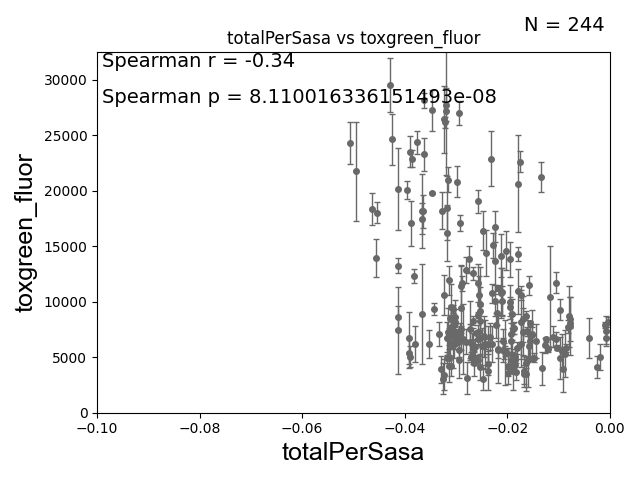 N = 244
totalPerSasa vs toxgreen_fluor
Spearman r = -0.34
Spearman p = 8.110016336151493e-08
toxgreen_fluor
30000
25000
20000
15000
10000
5000
0
−0.10
−0.08
−0.06
−0.04
−0.02
0.00
totalPerSasa